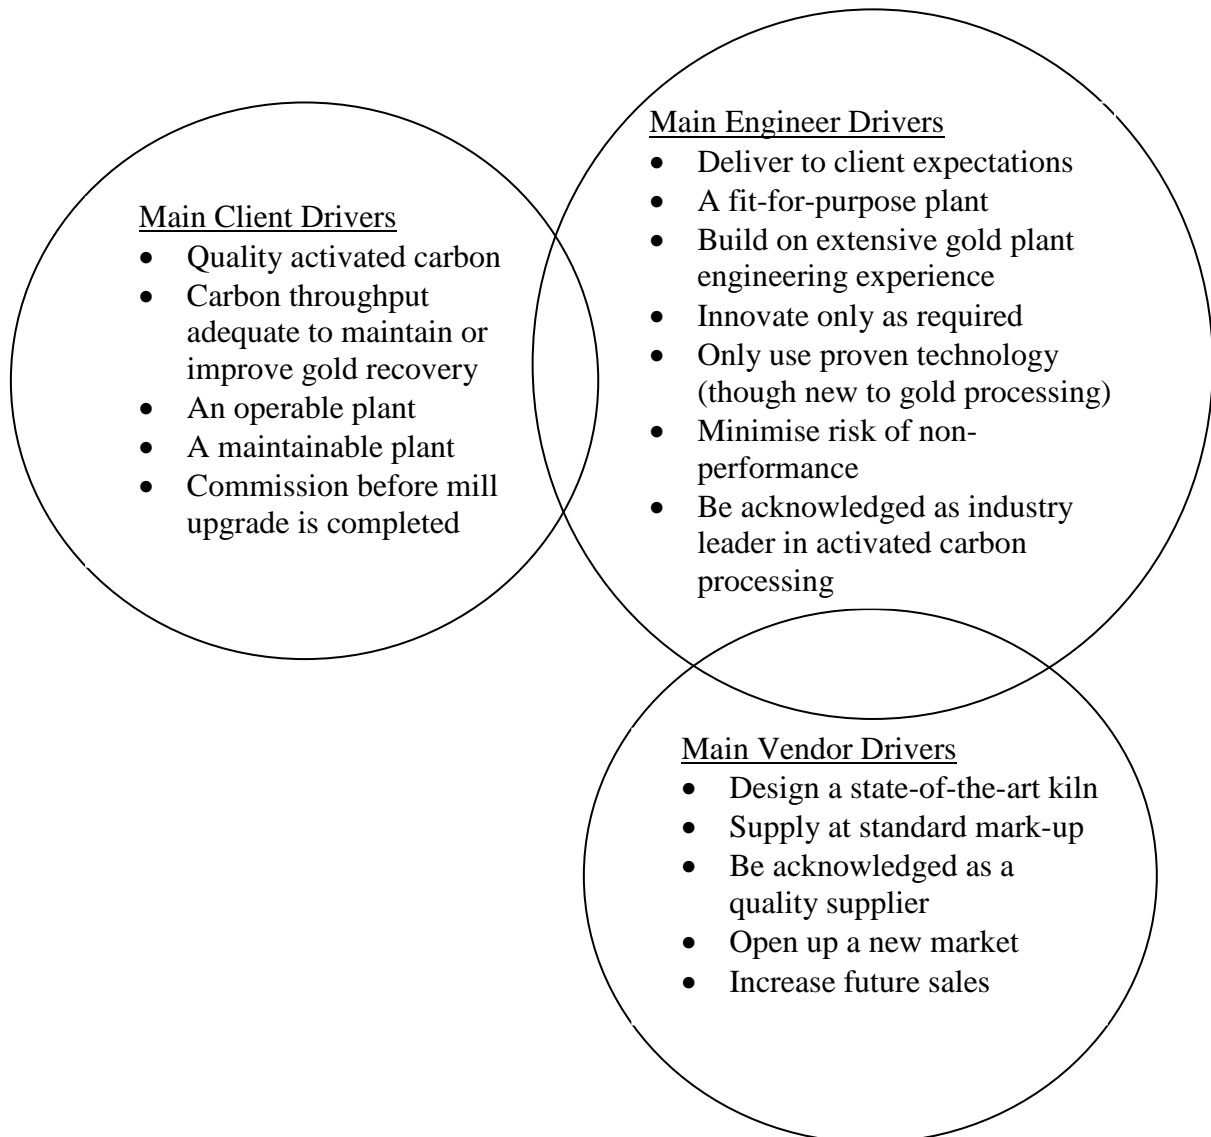 Main Engineer Drivers
• Deliver to client expectations
• A fit-for-purpose plant
• Build on extensive gold plant
engineering experience
• Innovate only as required
• Only use proven technology
(though new to gold processing)
• Minimise risk of non-
performance
• Be acknowledged as industry
leader in activated carbon
processing
Main Client Drivers
• Quality activated carbon
• Carbon throughput
adequate to maintain or
improve gold recovery
• An operable plant
• A maintainable plant
• Commission before mill
upgrade is completed
Main Vendor Drivers
• Design a state-of-the-art kiln
• Supply at standard mark-up
• Be acknowledged as a
quality supplier
• Open up a new market
• Increase future sales